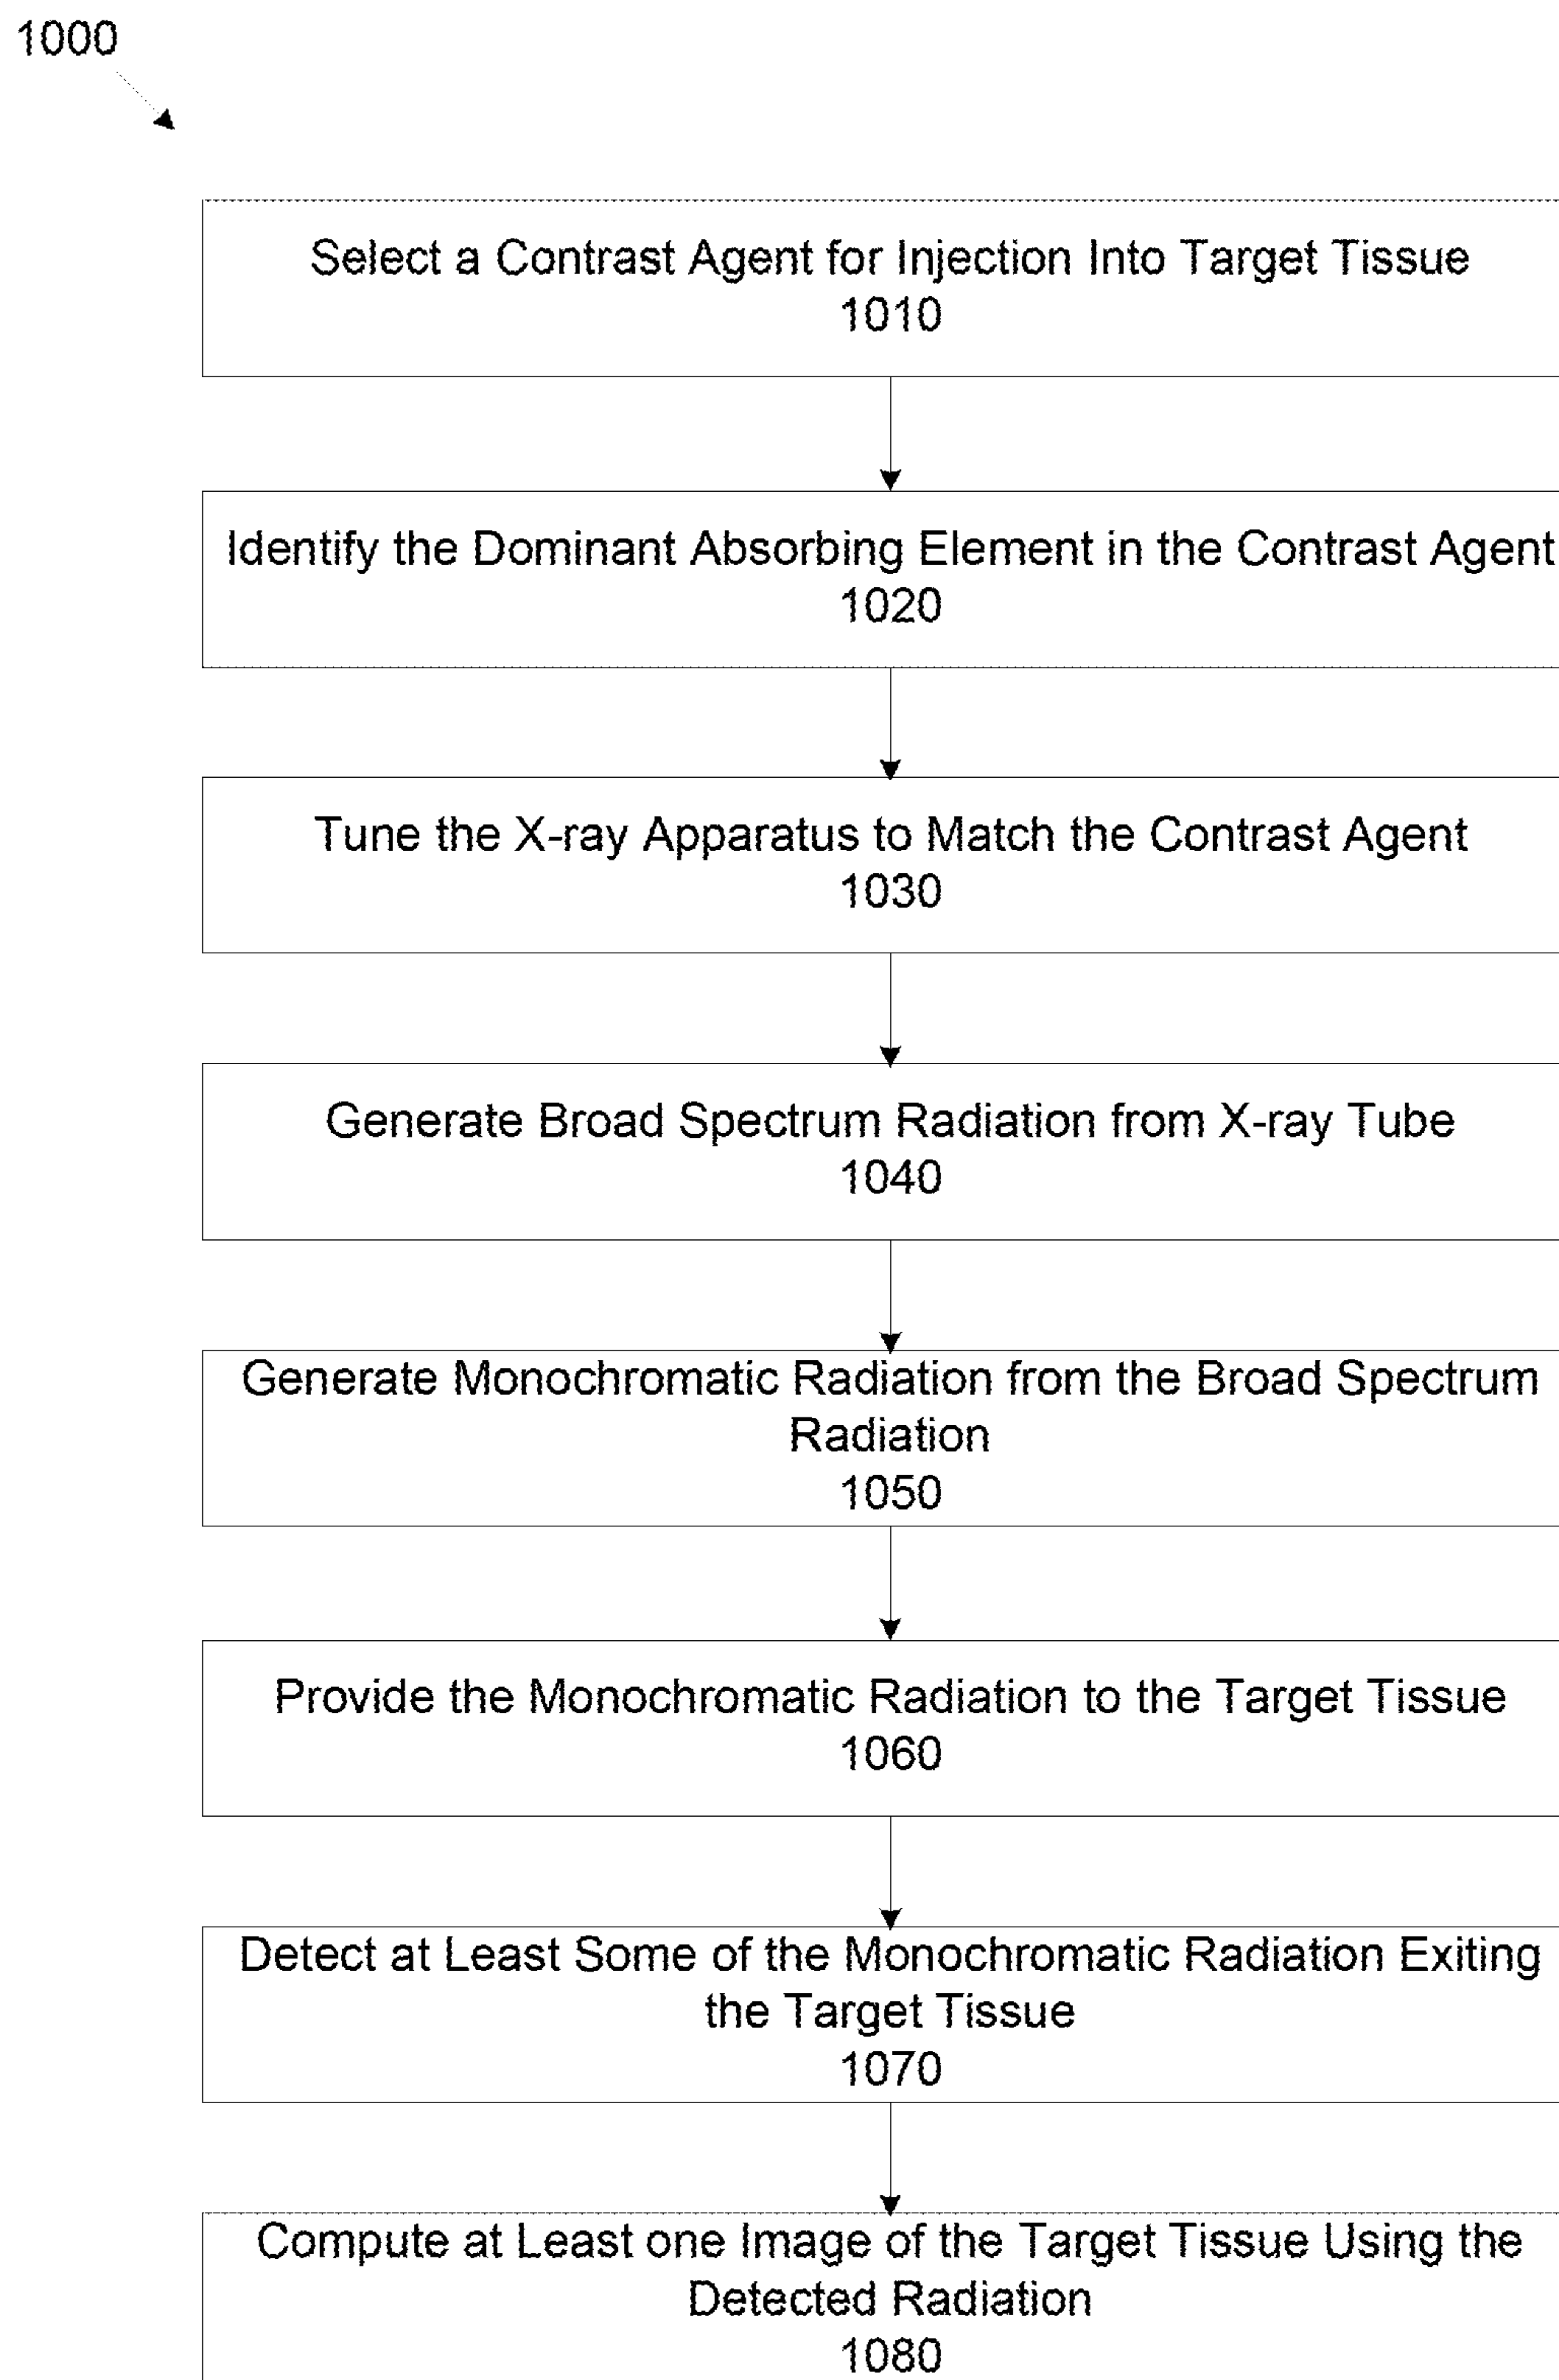 1000
Select a Contrast Agent for Injection Into Target Tissue
1010
Identify the Dominant Absorbing Element in the Contrast Agent
1020
Tune the X-ray Apparatus to Match the Contrast Agent
1030
Generate Broad Spectrum Radiation from X-ray Tube
1040
Generate Monochromatic Radiation from the Broad Spectrum
Radiation
1050
Provide the Monochromatic Radiation to the Target Tissue
1060
Detect at Least Some of the Monochromatic Radiation Exiting
the Target Tissue
1070
Compute at Least one Image of the Target Tissue Using the
Detected Radiation
1080